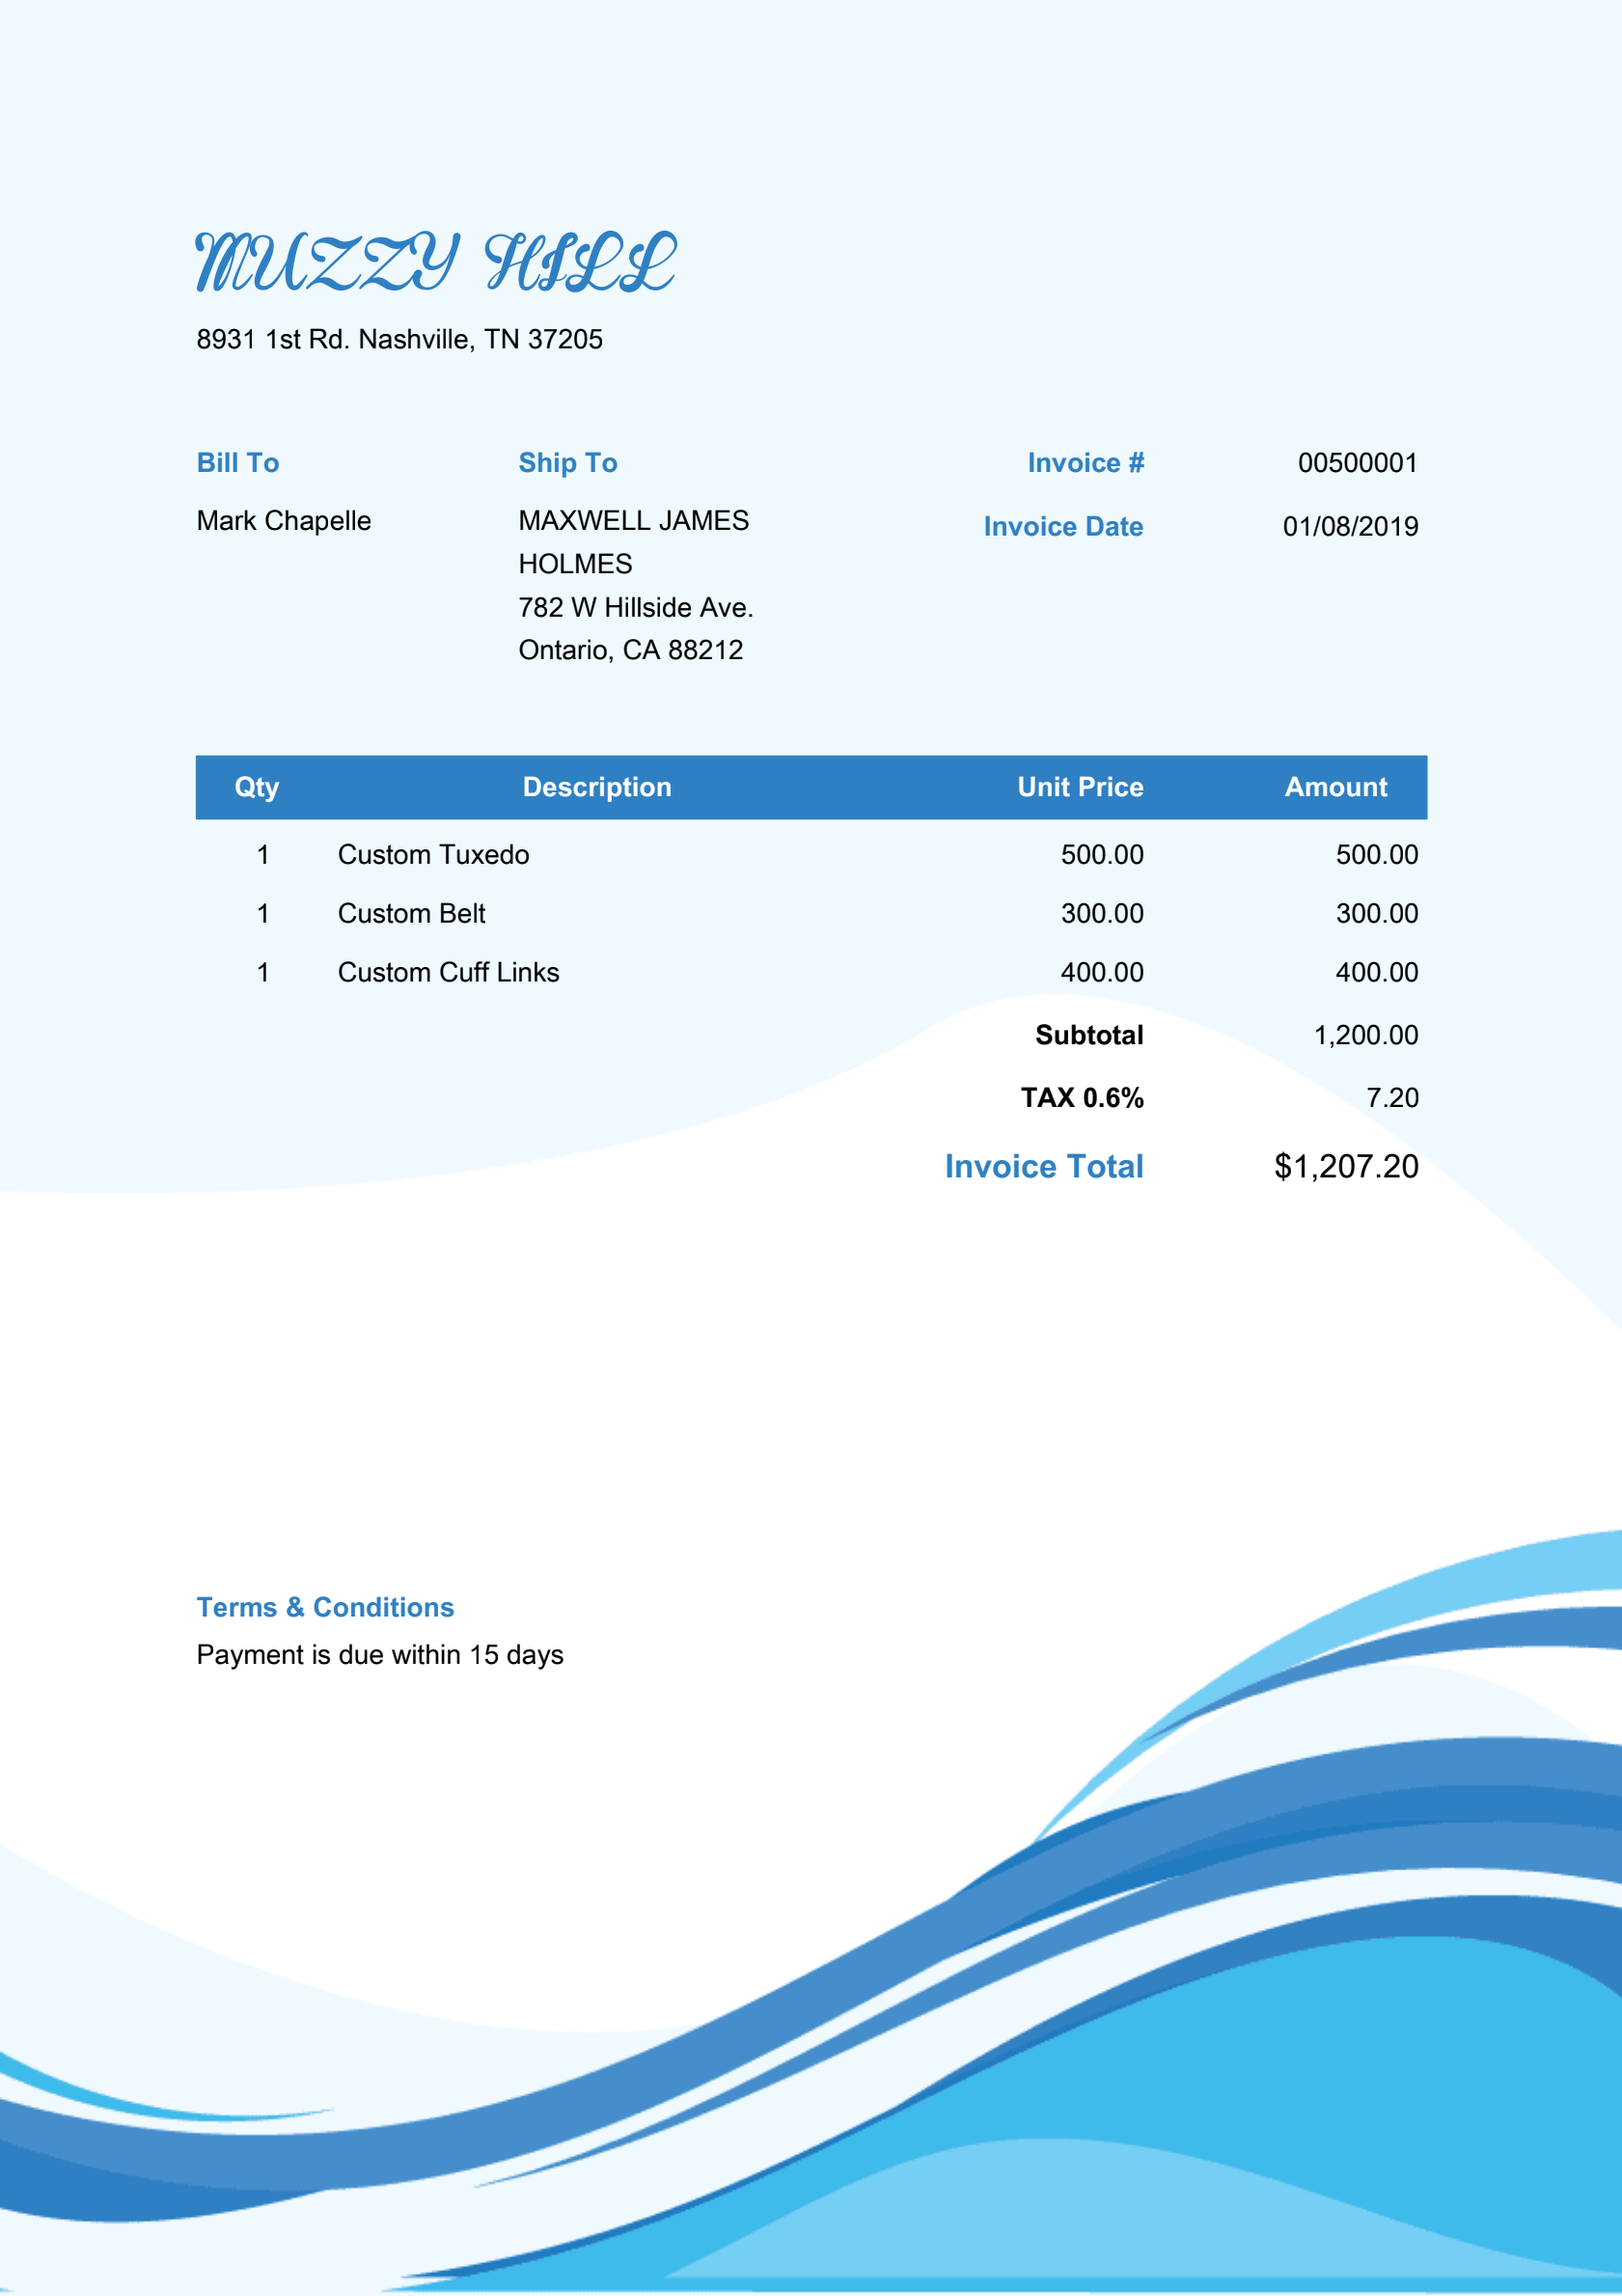 MUZZY HILL
8931 1st Rd. Nashville, TN 37205
Bill To
Mark Chapelle
Ship To
MAXWELL JAMES
HOLMES
782 W Hillside Ave.
Ontario, CA 88212
Invoice # 00500001
Invoice Date 01/08/2019
Qty Description Unit Price Amount
1 Custom Tuxedo 500.00 500.00
1 Custom Belt 300.00 300.00
1 Custom Cuff Links 400.00 400.00
Subtotal 1,200.00
TAX 0.6% 7.20
Invoice Total $1,207.20
Terms & Conditions
Payment is due within 15 days